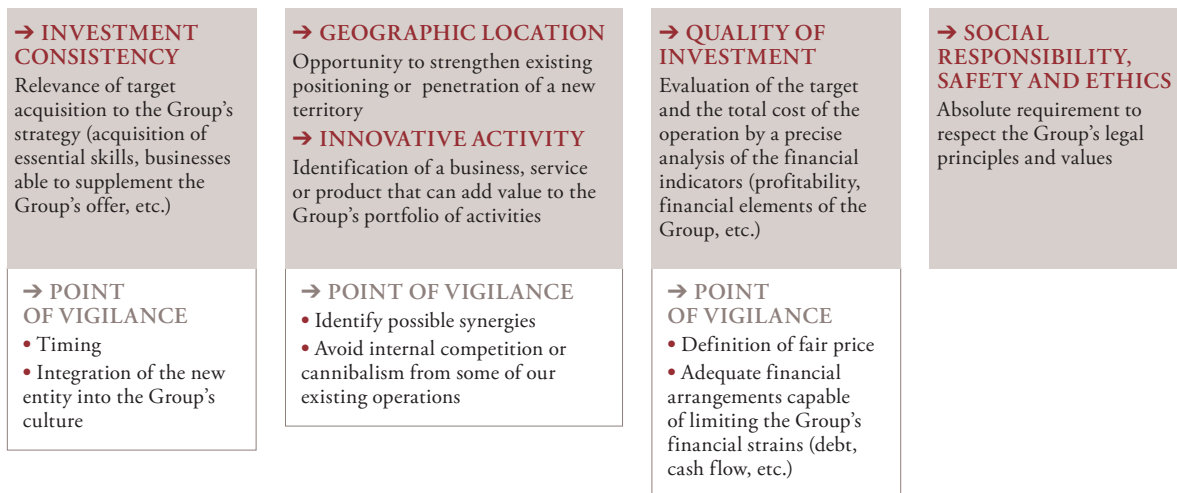 ➔ INVESTMENT
CONSISTENCY
Relevance of target
acquisition to the Group's
strategy (acquisition of
essential skills, businesses
able to supplement the
Group's offer, etc.)
➔ POINT
OF VIGILANCE
• Timing
• Integration of the new
entity into the Group's
culture
➔ GEOGRAPHIC LOCATION
Opportunity to strengthen existing
positioning or penetration of a new
territory
➔ INNOVATIVE ACTIVITY
Identification of a business, service
or product that can add value to the
Group's portfolio of activities
➔ POINT OF VIGILANCE
• Identify possible synergies
• Avoid internal competition or
cannibalism from some of our
existing operations
➔ QUALITY OF
INVESTMENT
Evaluation of the target
and the total cost of the
operation by a precise
analysis of the financial
indicators (profitability,
financial elements of the
Group, etc.)
➔ POINT
OF VIGILANCE
• Definition of fair price
• Adequate financial
arrangements capable
of limiting the Group's
financial strains (debt,
cash flow, etc.)
➔ SOCIAL
RESPONSIBILITY,
SAFETY AND ETHICS
Absolute requirement to
respect the Group's legal
principles and values